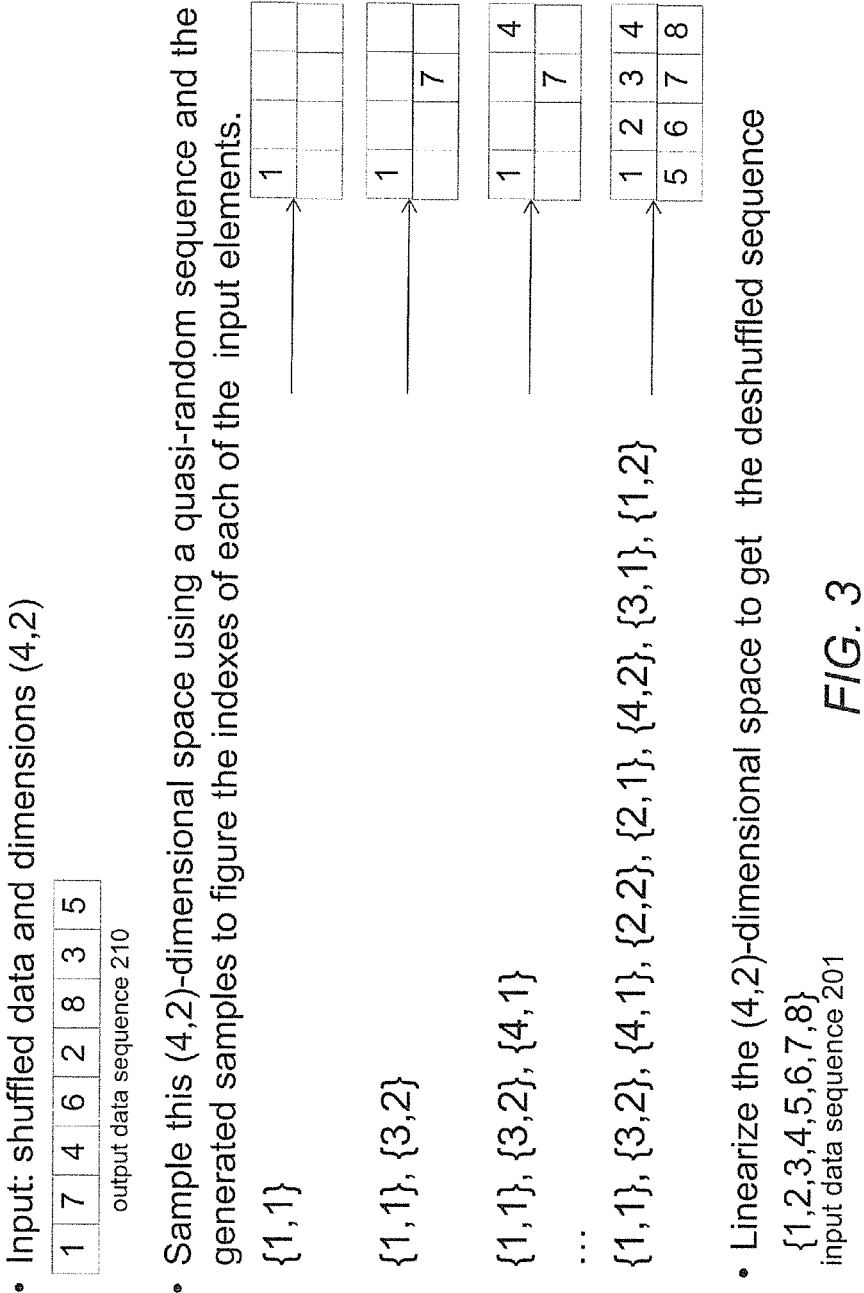 • Input: shuffled data and dimensions (4,2)
1 7 4 6 2 8 3 5
output data sequence 210
• Sample this (4,2)-dimensional space using a quasi-random sequence and the
generated samples to figure the indexes of each of the input elements.
{1,1}
1
{1,1}, {3,2}
1
7
{1,1}, {3,2}, {4,1}
1 4
7
...
{1,1}, {3,2}, {4,1}, {2,2}, {2,1}, {4,2}, {3,1}, {1,2}
1 2 3 4
5 6 7 8
• Linearize the (4,2)-dimensional space to get the deshuffled sequence
{1,2,3,4,5,6,7,8}
input data sequence 201
FIG. 3